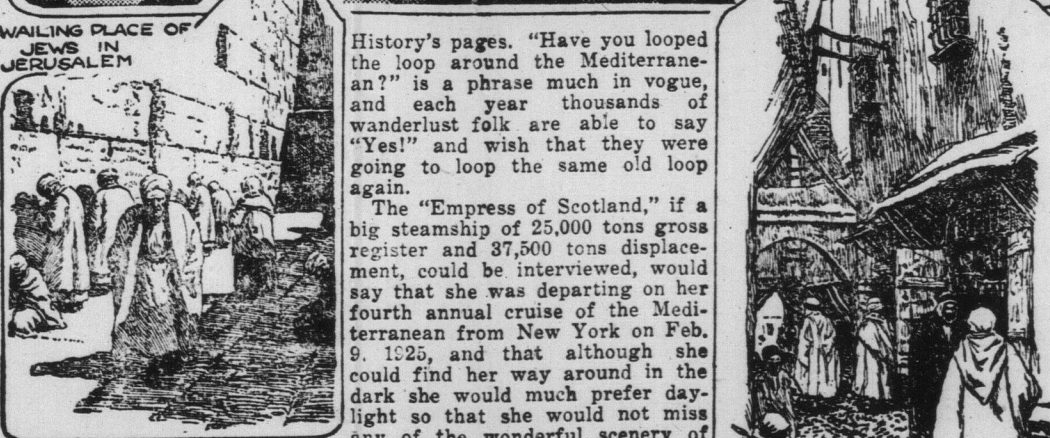 WAILING PLACE OF
JEWS IN
JERUSALEM
History's pages. "Have you looped
the loop around the Mediterrane-
an?" is a phrase much in vogue,
and each year thousands of
wanderlust folk are able to say
"Yes!" and wish that they were
going to loop the same old loop
again.
The "Empress of Scotland," if a
big steamship of 25,000 tons gross
register and 37,500 tons displace-
ment, could be interviewed, would
say that she was departing on her
fourth annual cruise of the Medi-
terranean from New York on Feb.
9, 1925, and that although she
could find her way around in the
dark she would much prefer day-
light so that she would not miss
any of the wonderful scenery of